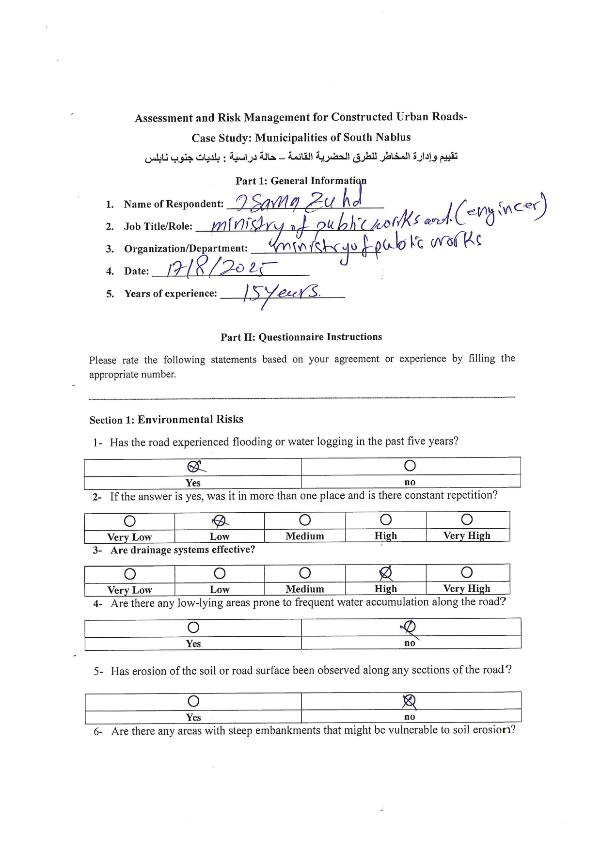 Assessment and Risk Management for Constructed Urban Roads-
Case Study: Municipalities of South Nablus
تقييم وإدارة المخاطر للطرق الحضرية القائمة – حالة دراسية : بلديات جنوب نابلس
Part 1: General Information
1. Name of Respondent: Isama Zuhd
2. Job Title/Role: ministry of public works and (engineer)
3. Organization/Department: ministry of public works
4. Date: 17/8/2025
5. Years of experience: 15 Years.
Part II: Questionnaire Instructions
Please rate the following statements based on your agreement or experience by filling the
appropriate number.
Section 1: Environmental Risks
1- Has the road experienced flooding or water logging in the past five years?
Yes no
2- If the answer is yes, was it in more than one place and is there constant repetition?
Very Low Low Medium High Very High
3- Are drainage systems effective?
Very Low Low Medium High Very High
4- Are there any low-lying areas prone to frequent water accumulation along the road?
Yes no
5- Has erosion of the soil or road surface been observed along any sections of the road?
Yes no
6- Are there any areas with steep embankments that might be vulnerable to soil erosion?